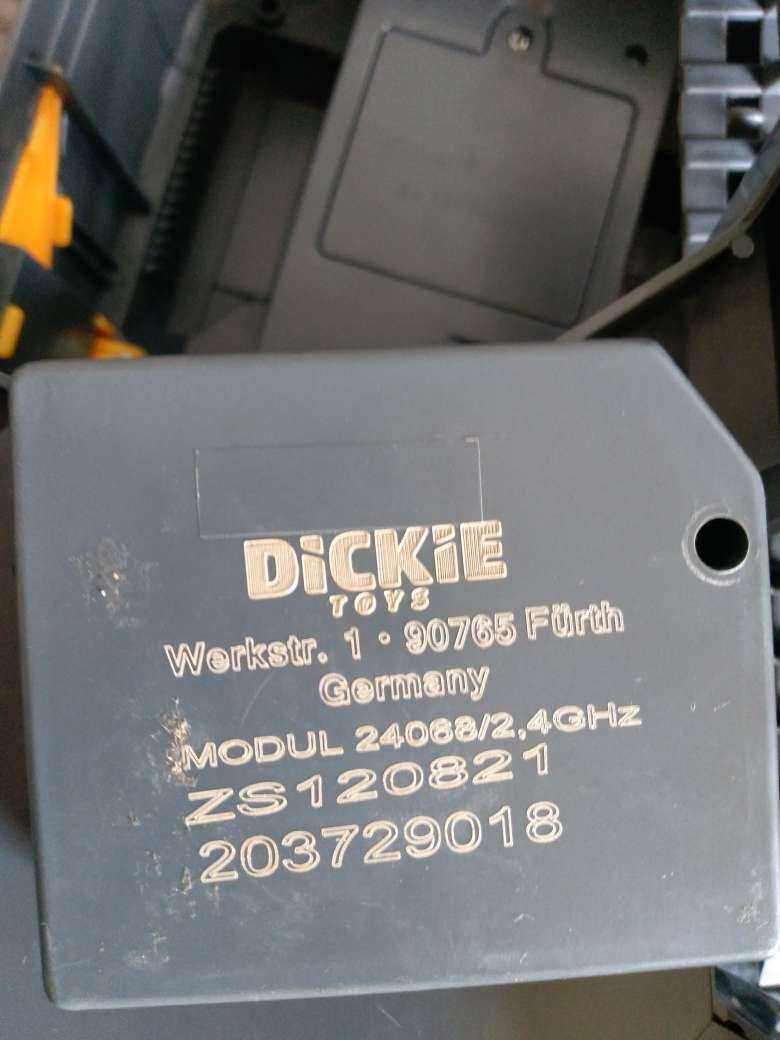 DiCKiE
TOYS
Werkstr. 1 · 90765 Fürth
Germany
MODUL 24068/2,4GHz
ZS120821
203729018